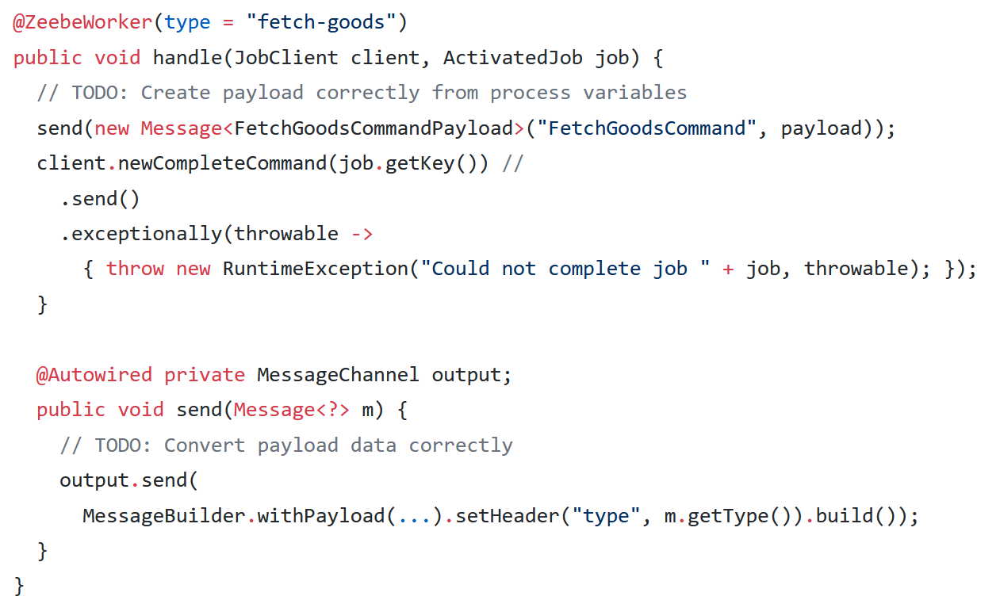 @ZeebeWorker(type = "fetch-goods")
public void handle(JobClient client, ActivatedJob job) {
  // TODO: Create payload correctly from process variables
  send(new Message<FetchGoodsCommandPayload>("FetchGoodsCommand", payload));
  client.newCompleteCommand(job.getKey()) //
    .send()
    .exceptionally(throwable ->
      { throw new RuntimeException("Could not complete job " + job, throwable); });
  }

  @Autowired private MessageChannel output;
  public void send(Message<?> m) {
    // TODO: Convert payload data correctly
    output.send(
      MessageBuilder.withPayload(...).setHeader("type", m.getType()).build());
  }
}